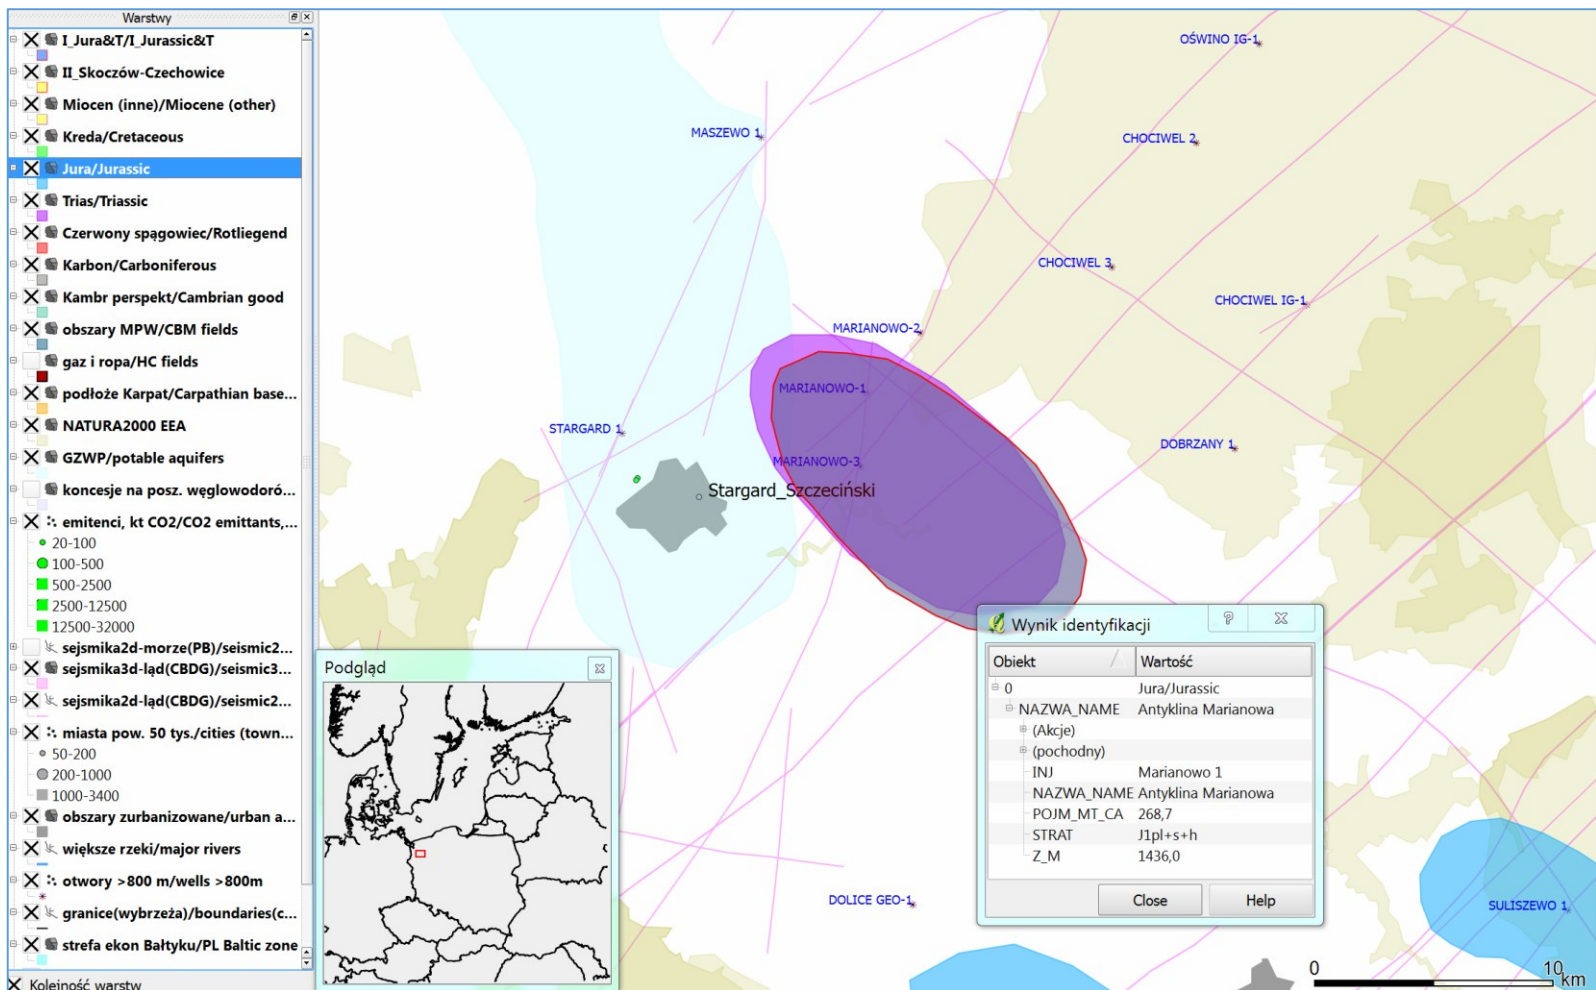 Warstwy
I_Jura&T/I_Jurassic&T
II_Skoczów-Czechowice
Miocen (inne)/Miocene (other)
Kreda/Cretaceous
Jura/Jurassic
Trias/Triassic
Czerwony spągowiec/Rotliegend
Karbon/Carboniferous
Kambr perspekt/Cambrian good
obszary MPW/CBM fields
gaz i ropa/HC fields
podłoże Karpat/Carpathian base...
NATURA2000 EEA
GZWP/potable aquifers
koncesje na posz. węglowodoró...
emitenci, kt CO2/CO2 emittants,...
20-100
100-500
500-2500
2500-12500
12500-32000
sejsmika2d-morze(PB)/seismic2...
sejsmika3d-ląd(CBDG)/seismic3...
sejsmika2d-ląd(CBDG)/seismic2...
miasta pow. 50 tys./cities (town...
50-200
200-1000
1000-3400
obszary zurbanizowane/urban a...
większe rzeki/major rivers
otwory >800 m/wells >800m
granice(wybrzeża)/boundaries(c...
strefa ekon Bałtyku/PL Baltic zone
Kolejność warstw
OŚWINO IG-1
MASZEWO 1
CHOCIWEL 2
CHOCIWEL 3
CHOCIWEL IG-1
MARIANOWO-2
MARIANOWO-1
STARGARD 1
DOBRZANY 1
MARIANOWO-3
Stargard_Szczeciński
DOLICE GEO-1
SULISZEWO 1
Podgląd
Wynik identyfikacji
Obiekt Wartość
0 Jura/Jurassic
NAZWA_NAME Antyklina Marianowa
(Akcje)
(pochodny)
INJ Marianowo 1
NAZWA_NAME Antyklina Marianowa
POJM_MT_CA 268,7
STRAT J1pl+s+h
Z_M 1436,0
Close Help
0 10 km